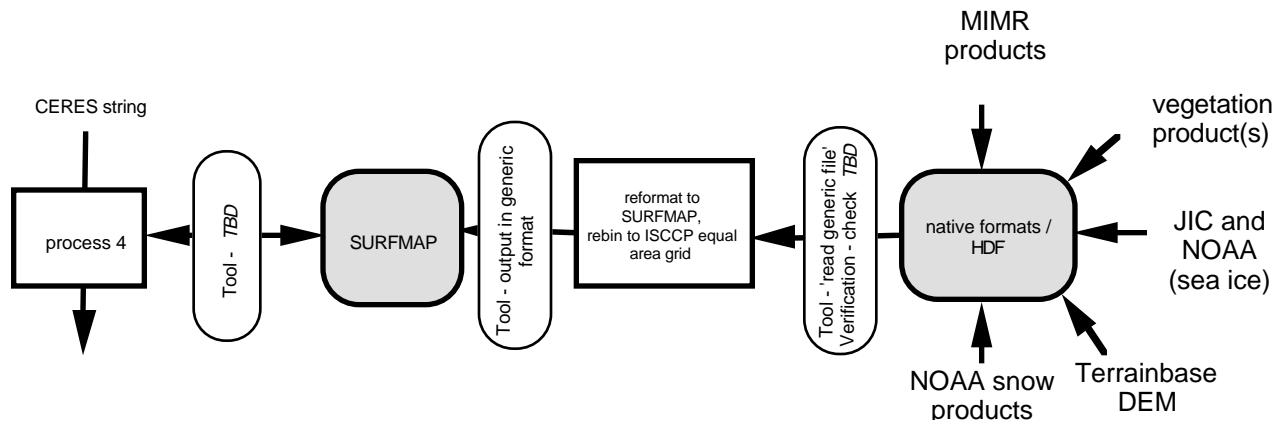 MIMR
products
CERES string
vegetation
product(s)
process 4
Tool - TBD
SURFMAP
Tool - output in generic
format
reformat to
SURFMAP,
rebin to ISCCP equal
area grid
Tool - 'read generic file'
Verification - check TBD
native formats /
HDF
JIC and
NOAA
(sea ice)
NOAA snow
products
Terrainbase
DEM